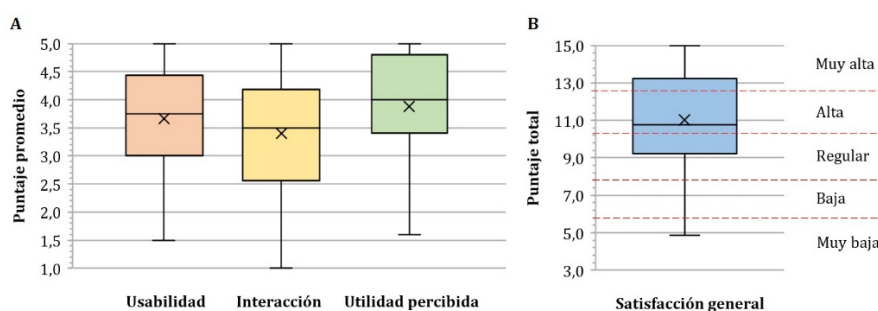 A
Puntaje promedio
5,0
4,5
4,0
3,5
3,0
2,5
2,0
1,5
1,0
Usabilidad
Interacción
Utilidad percibida
B
Puntaje total
15,0
13,0
11,0
9,0
7,0
5,0
3,0
Muy alta
Alta
Regular
Baja
Muy baja
Satisfacción general